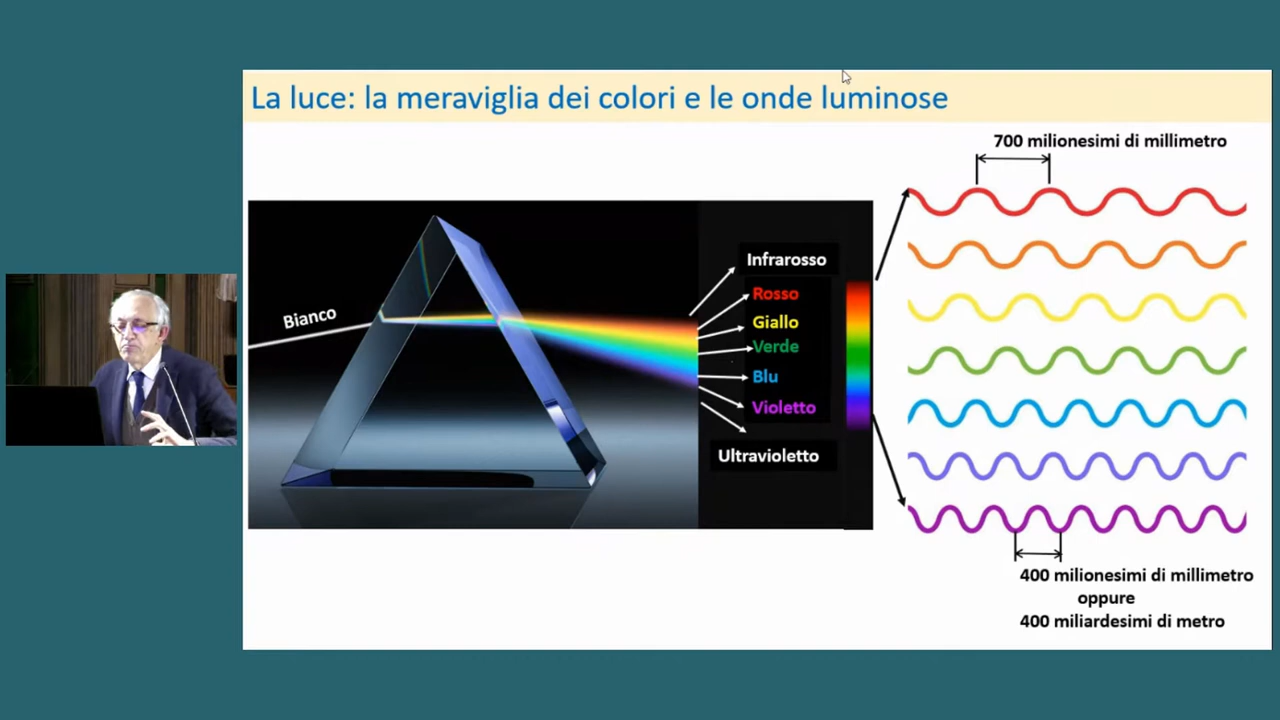 La luce: la meraviglia dei colori e le onde luminose
700 milionesimi di millimetro
Bianco
Infrarosso
Rosso
Giallo
Verde
Blu
Violetto
Ultravioletto
400 milionesimi di millimetro
oppure
400 miliardesimi di metro